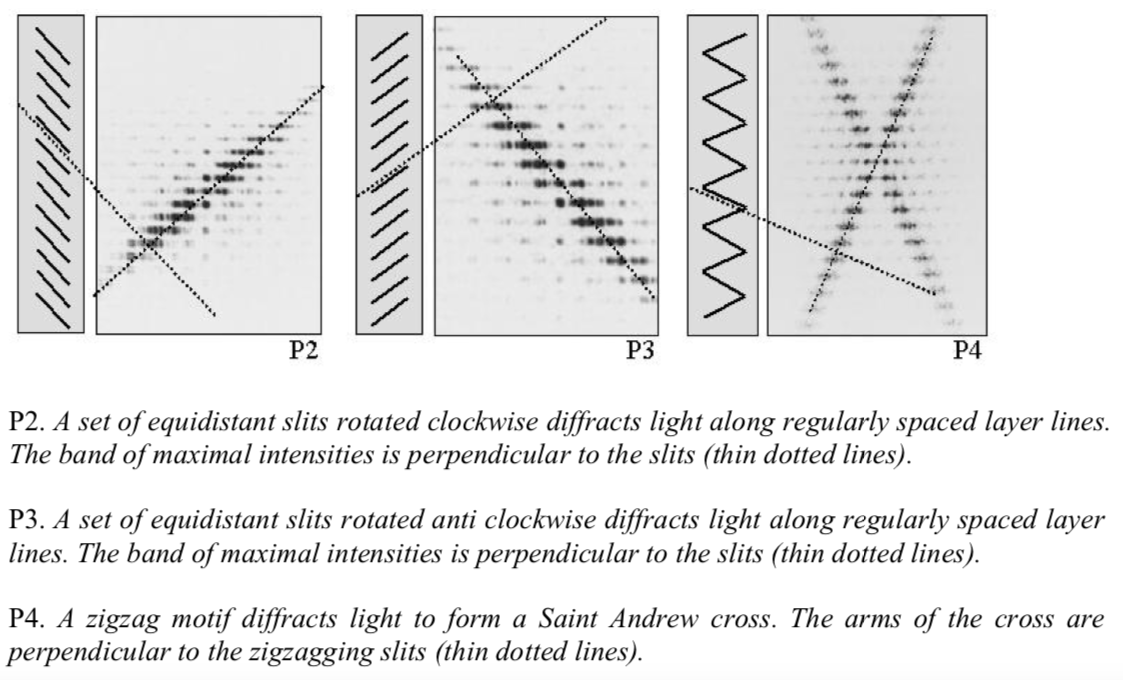 P2
P3
P4
P2. A set of equidistant slits rotated clockwise diffracts light along regularly spaced layer lines.
The band of maximal intensities is perpendicular to the slits (thin dotted lines).
P3. A set of equidistant slits rotated anti clockwise diffracts light along regularly spaced layer
lines. The band of maximal intensities is perpendicular to the slits (thin dotted lines).
P4. A zigzag motif diffracts light to form a Saint Andrew cross. The arms of the cross are
perpendicular to the zigzagging slits (thin dotted lines).